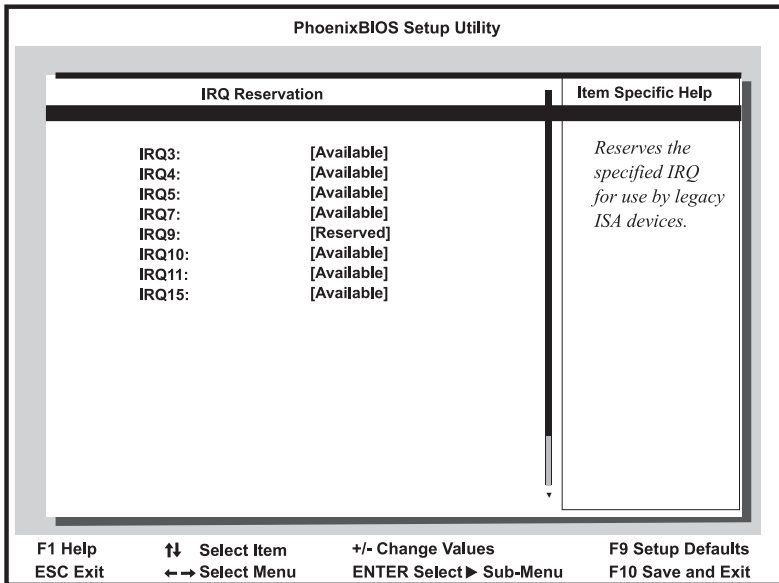 PhoenixBIOS Setup Utility
IRQ Reservation
Item Specific Help
IRQ3: [Available]
IRQ4: [Available]
IRQ5: [Available]
IRQ7: [Available]
IRQ9: [Reserved]
IRQ10: [Available]
IRQ11: [Available]
IRQ15: [Available]
Reserves the
specified IRQ
for use by legacy
ISA devices.
F1 Help ↑↓ Select Item +/- Change Values F9 Setup Defaults
ESC Exit ←→ Select Menu ENTER Select ▶ Sub-Menu F10 Save and Exit